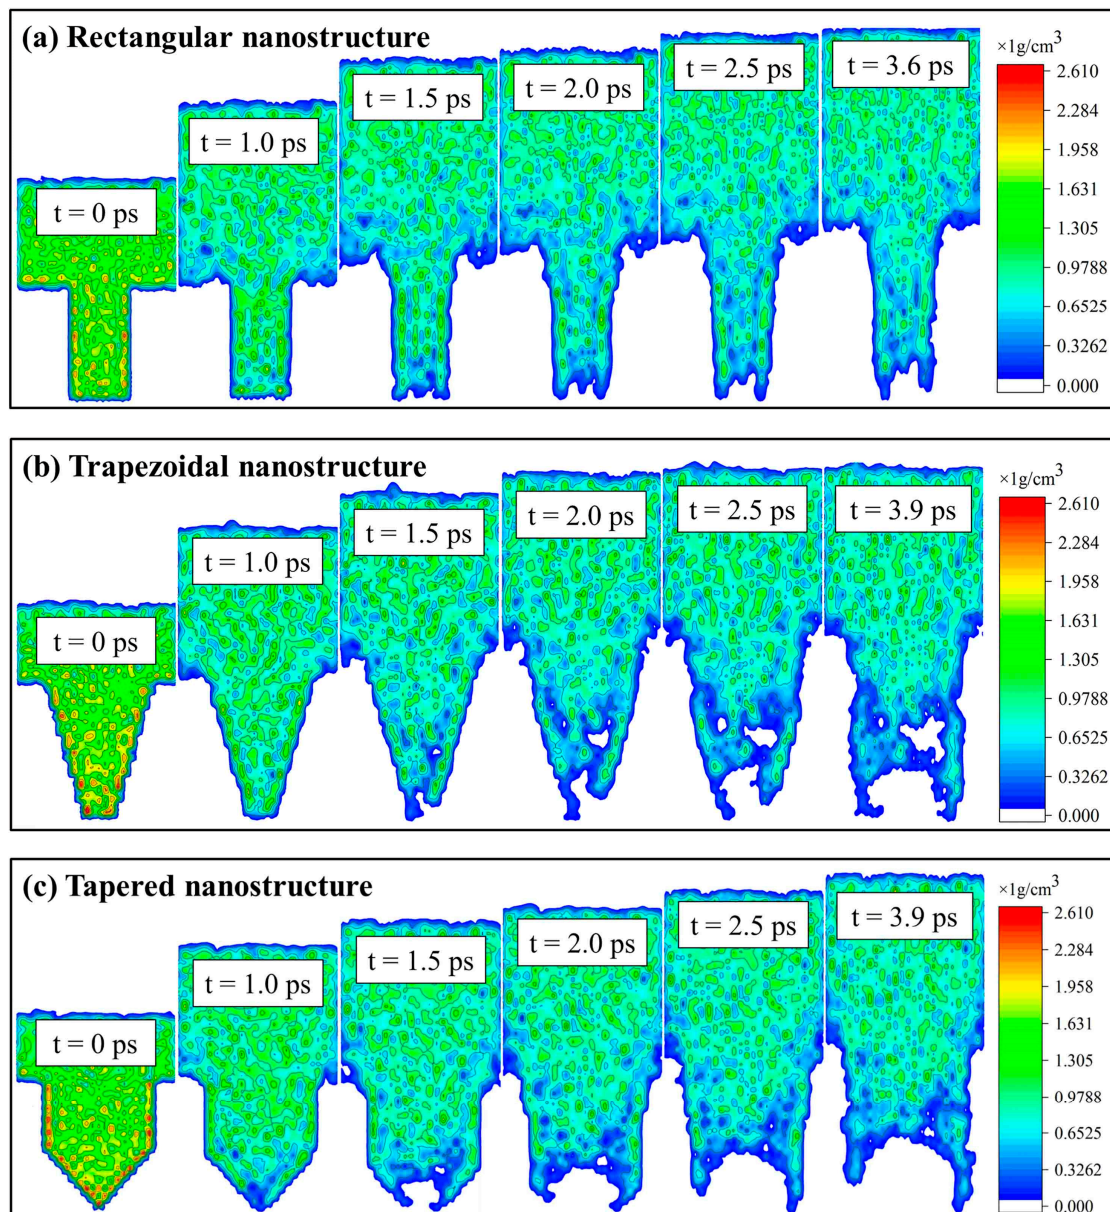 (a) Rectangular nanostructure
t = 0 ps
t = 1.0 ps
t = 1.5 ps
t = 2.0 ps
t = 2.5 ps
t = 3.6 ps
×1g/cm³
2.610
2.284
1.958
1.631
1.305
0.9788
0.6525
0.3262
0.000
(b) Trapezoidal nanostructure
t = 0 ps
t = 1.0 ps
t = 1.5 ps
t = 2.0 ps
t = 2.5 ps
t = 3.9 ps
×1g/cm³
2.610
2.284
1.958
1.631
1.305
0.9788
0.6525
0.3262
0.000
(c) Tapered nanostructure
t = 0 ps
t = 1.0 ps
t = 1.5 ps
t = 2.0 ps
t = 2.5 ps
t = 3.9 ps
×1g/cm³
2.610
2.284
1.958
1.631
1.305
0.9788
0.6525
0.3262
0.000